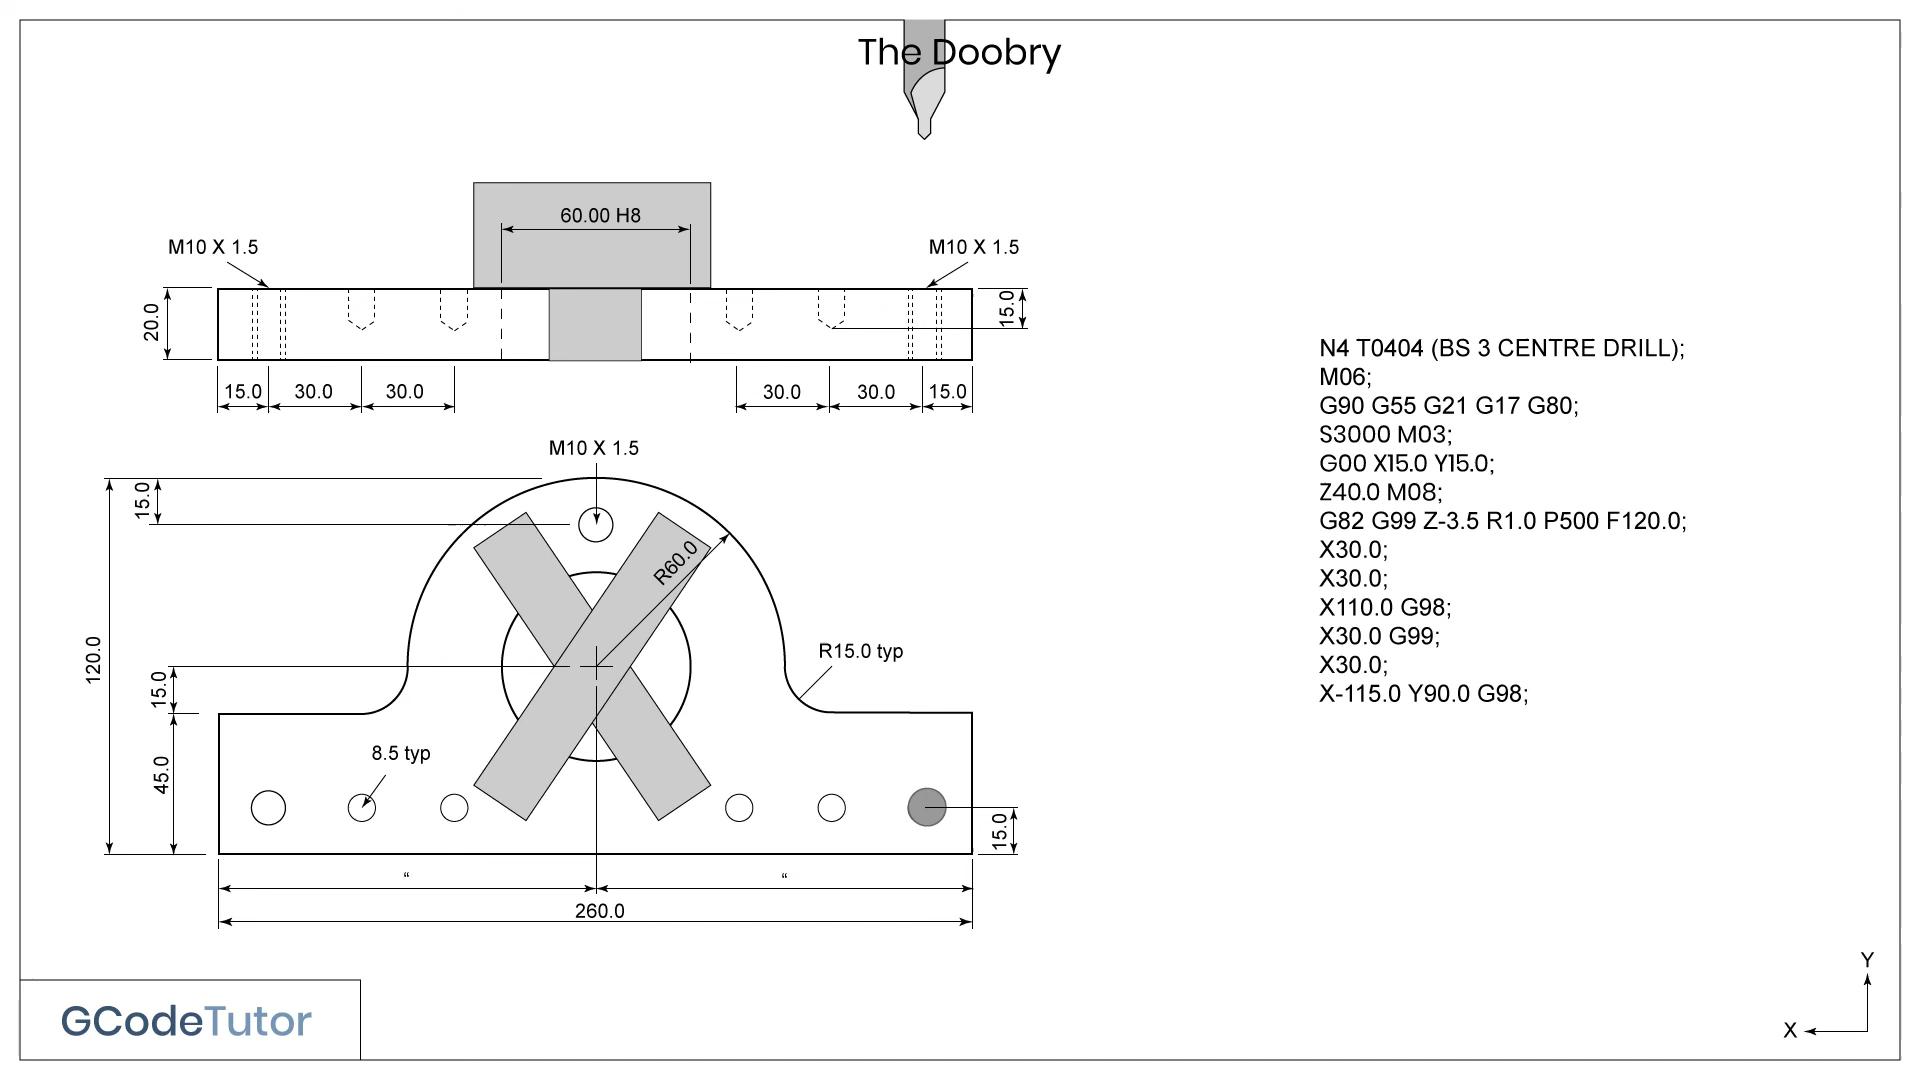 The Doobry
60.00 H8
M10 X 1.5
M10 X 1.5
20.0
15.0
15.0
30.0
30.0
30.0
30.0
15.0
M10 X 1.5
15.0
R60.0
120.0
15.0
R15.0 typ
45.0
8.5 typ
15.0
“
“
260.0
N4 T0404 (BS 3 CENTRE DRILL);
M06;
G90 G55 G21 G17 G80;
S3000 M03;
G00 X15.0 Y15.0;
Z40.0 M08;
G82 G99 Z-3.5 R1.0 P500 F120.0;
X30.0;
X30.0;
X110.0 G98;
X30.0 G99;
X30.0;
X-115.0 Y90.0 G98;
Y
X
GCodeTutor